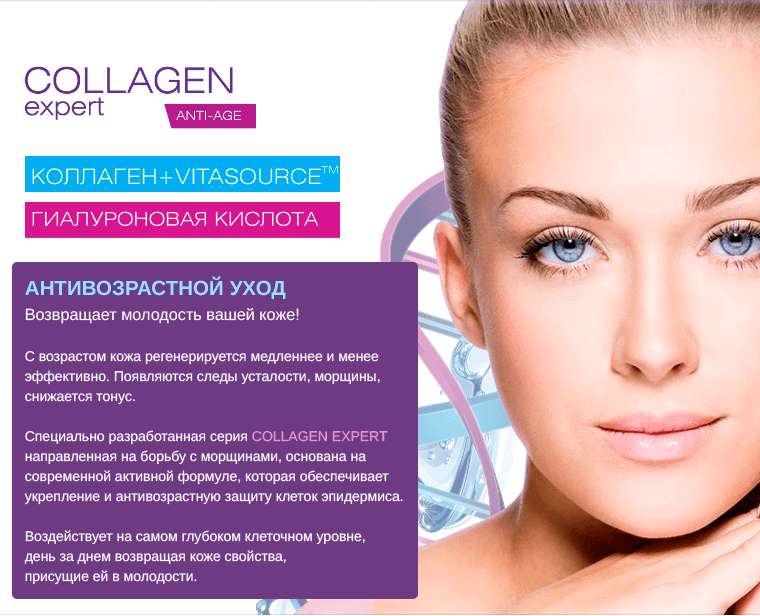 COLLAGEN
expert
ANTI-AGE
КОЛЛАГЕН+VITASOURCE™
ГИАЛУРОНОВАЯ КИСЛОТА
АНТИВОЗРАСТНОЙ УХОД
Возвращает молодость вашей коже!
С возрастом кожа регенерируется медленнее и менее
эффективно. Появляются следы усталости, морщины,
снижается тонус.
Специально разработанная серия COLLAGEN EXPERT
направленная на борьбу с морщинами, основана на
современной активной формуле, которая обеспечивает
укрепление и антивозрастную защиту клеток эпидермиса.
Воздействует на самом глубоком клеточном уровне,
день за днем возвращая коже свойства,
присущие ей в молодости.